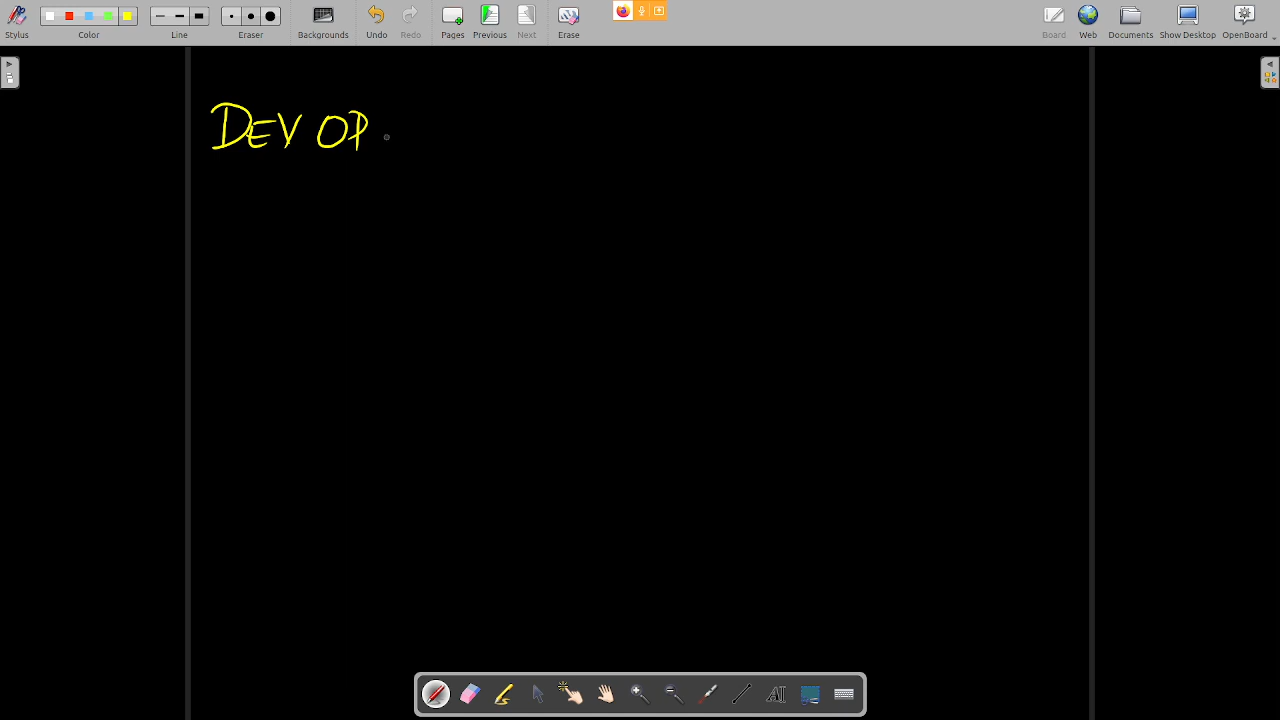 Stylus
Color
Line
Eraser
Backgrounds
Undo
Redo
Pages
Previous
Next
Erase
Board
Web
Documents
Show Desktop
OpenBoard
DEV OP
AI